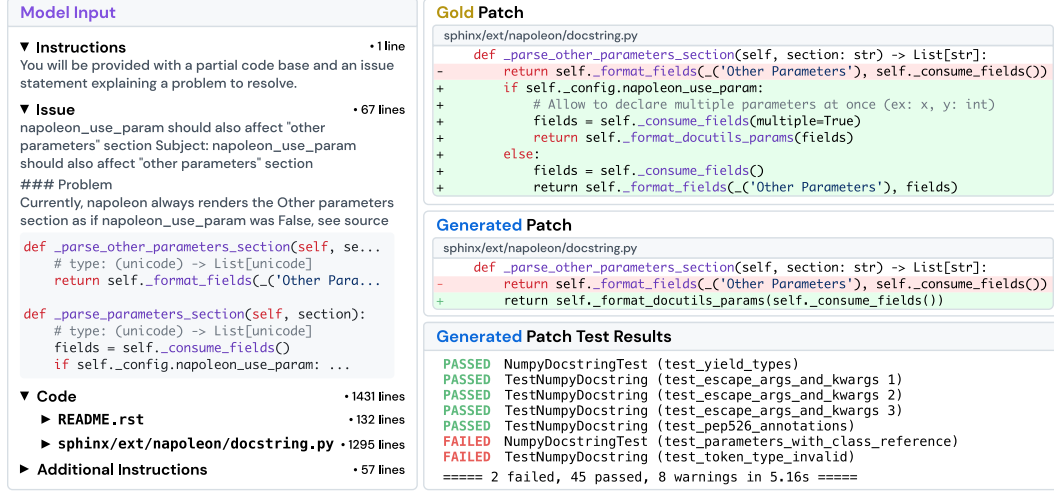 Model Input
▼ Instructions • 1 line
You will be provided with a partial code base and an issue
statement explaining a problem to resolve.
▼ Issue • 67 lines
napoleon_use_param should also affect "other
parameters" section Subject: napoleon_use_param
should also affect "other parameters" section
### Problem
Currently, napoleon always renders the Other parameters
section as if napoleon_use_param was False, see source
def _parse_other_parameters_section(self, se...
    # type: (unicode) -> List[unicode]
    return self._format_fields(_('Other Para...
def _parse_parameters_section(self, section):
    # type: (unicode) -> List[unicode]
    fields = self._consume_fields()
    if self._config.napoleon_use_param: ...
▼ Code • 1431 lines
► README.rst • 132 lines
► sphinx/ext/napoleon/docstring.py • 1295 lines
► Additional Instructions • 57 lines
Gold Patch
sphinx/ext/napoleon/docstring.py
    def _parse_other_parameters_section(self, section: str) -> List[str]:
-       return self._format_fields(_('Other Parameters'), self._consume_fields())
+       if self._config.napoleon_use_param:
+           # Allow to declare multiple parameters at once (ex: x, y: int)
+           fields = self._consume_fields(multiple=True)
+           return self._format_docutils_params(fields)
+       else:
+           fields = self._consume_fields()
+           return self._format_fields(_('Other Parameters'), fields)
Generated Patch
sphinx/ext/napoleon/docstring.py
    def _parse_other_parameters_section(self, section: str) -> List[str]:
-       return self._format_fields(_('Other Parameters'), self._consume_fields())
+       return self._format_docutils_params(self._consume_fields())
Generated Patch Test Results
PASSED NumpyDocstringTest (test_yield_types)
PASSED TestNumpyDocstring (test_escape_args_and_kwargs 1)
PASSED TestNumpyDocstring (test_escape_args_and_kwargs 2)
PASSED TestNumpyDocstring (test_escape_args_and_kwargs 3)
PASSED TestNumpyDocstring (test_pep526_annotations)
FAILED NumpyDocstringTest (test_parameters_with_class_reference)
FAILED TestNumpyDocstring (test_token_type_invalid)
===== 2 failed, 45 passed, 8 warnings in 5.16s =====